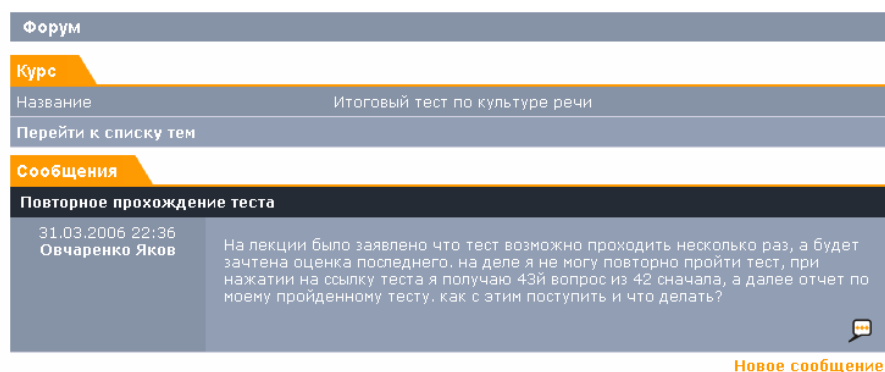 Форум
Курс
Название Итоговый тест по культуре речи
Перейти к списку тем
Сообщения
Повторное прохождение теста
31.03.2006 22:36
Овчаренко Яков
На лекции было заявлено что тест возможно проходить несколько раз, а будет
зачтена оценка последнего. на деле я не могу повторно пройти тест, при
нажатии на ссылку теста я получаю 43й вопрос из 42 сначала, а далее отчет по
моему пройденному тесту. как с этим поступить и что делать?
Новое сообщение